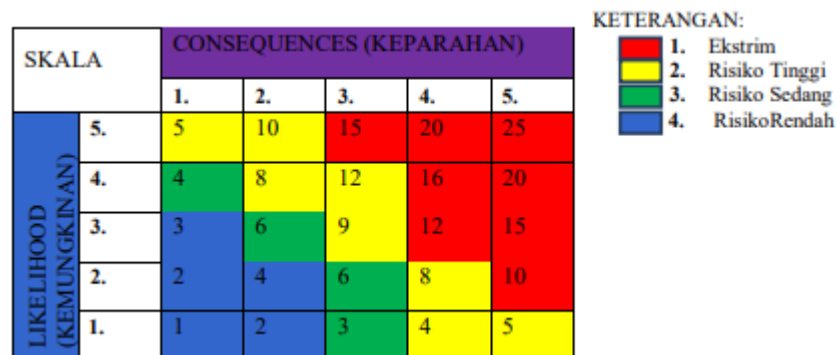 KETERANGAN:
1. Ekstrim
2. Risiko Tinggi
3. Risiko Sedang
4. RisikoRendah
SKALA CONSEQUENCES (KEPARAHAN)
1. 2. 3. 4. 5.
LIKELIHOOD
(KEMUNGKINAN)
5. 5 10 15 20 25
4. 4 8 12 16 20
3. 3 6 9 12 15
2. 2 4 6 8 10
1. 1 2 3 4 5